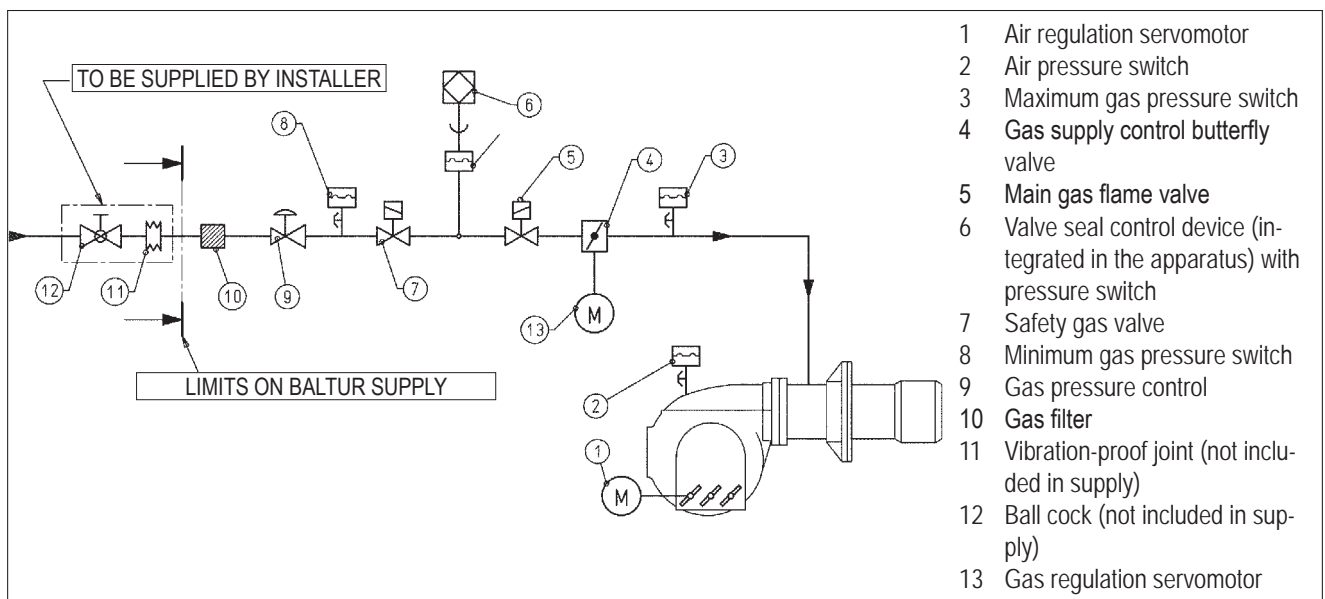 TO BE SUPPLIED BY INSTALLER
6
8
5
4
3
12
11
10
9
7
13
M
LIMITS ON BALTUR SUPPLY
2
1
M
1 Air regulation servomotor
2 Air pressure switch
3 Maximum gas pressure switch
4 Gas supply control butterfly
valve
5 Main gas flame valve
6 Valve seal control device (in-
tegrated in the apparatus) with
pressure switch
7 Safety gas valve
8 Minimum gas pressure switch
9 Gas pressure control
10 Gas filter
11 Vibration-proof joint (not inclu-
ded in supply)
12 Ball cock (not included in sup-
ply)
13 Gas regulation servomotor